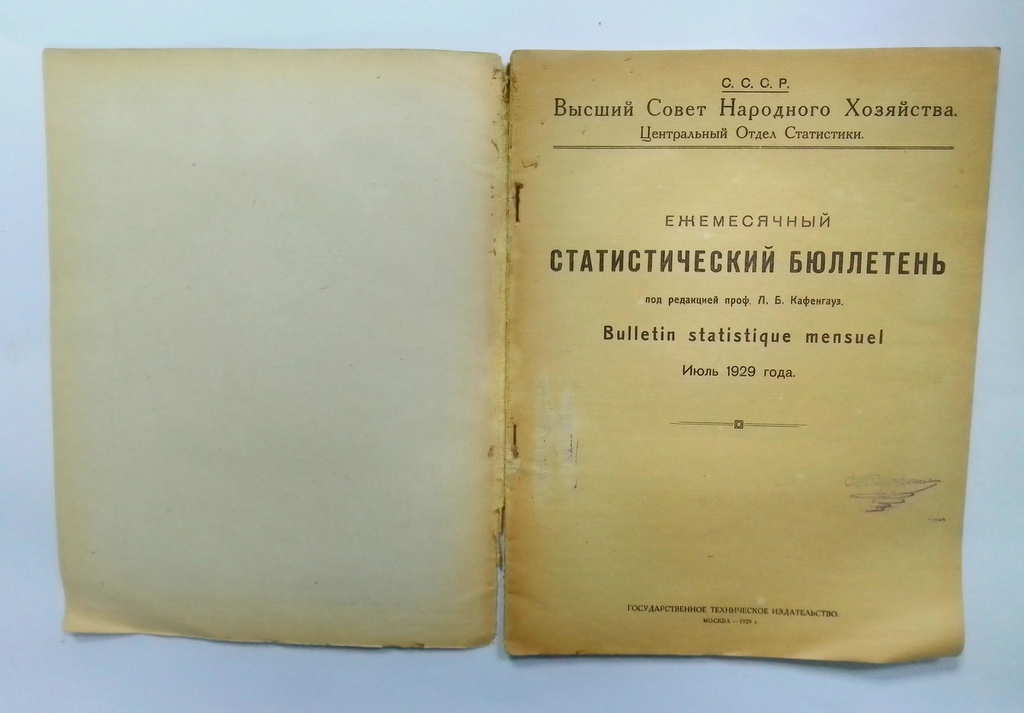 С. С. С. Р.
Высший Совет Народного Хозяйства.
Центральный Отдел Статистики.
ЕЖЕМЕСЯЧНЫЙ
СТАТИСТИЧЕСКИЙ БЮЛЛЕТЕНЬ
под редакцией проф. Л. Б. Кафенгауз.
Bulletin statistique mensuel
Июль 1929 года.
ГОСУДАРСТВЕННОЕ ТЕХНИЧЕСКОЕ ИЗДАТЕЛЬСТВО.
МОСКВА — 1929 г.